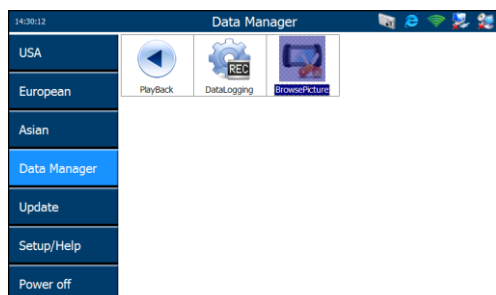 14:30:12
Data Manager
USA
European
Asian
Data Manager
Update
Setup/Help
Power off
REC
PlayBack
DataLogging
BrowsePicture